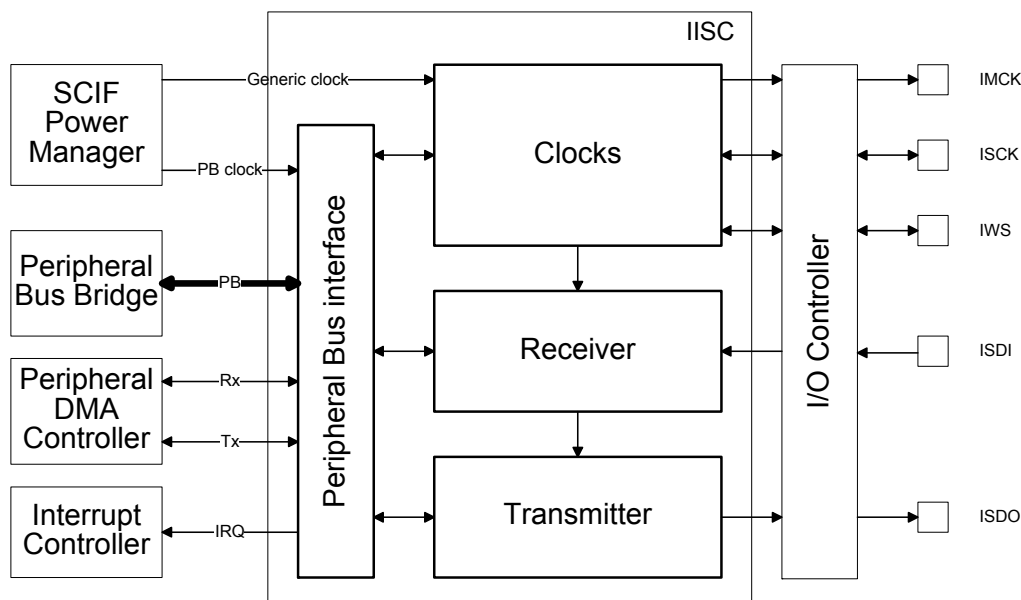 IISC
SCIF
Power
Manager
Generic clock
PB clock
Clocks
IMCK
ISCK
IWS
Peripheral
Bus Bridge
PB
Peripheral Bus interface
I/O Controller
Receiver
ISDI
Peripheral
DMA
Controller
Rx
Tx
Interrupt
Controller
IRQ
Transmitter
ISDO